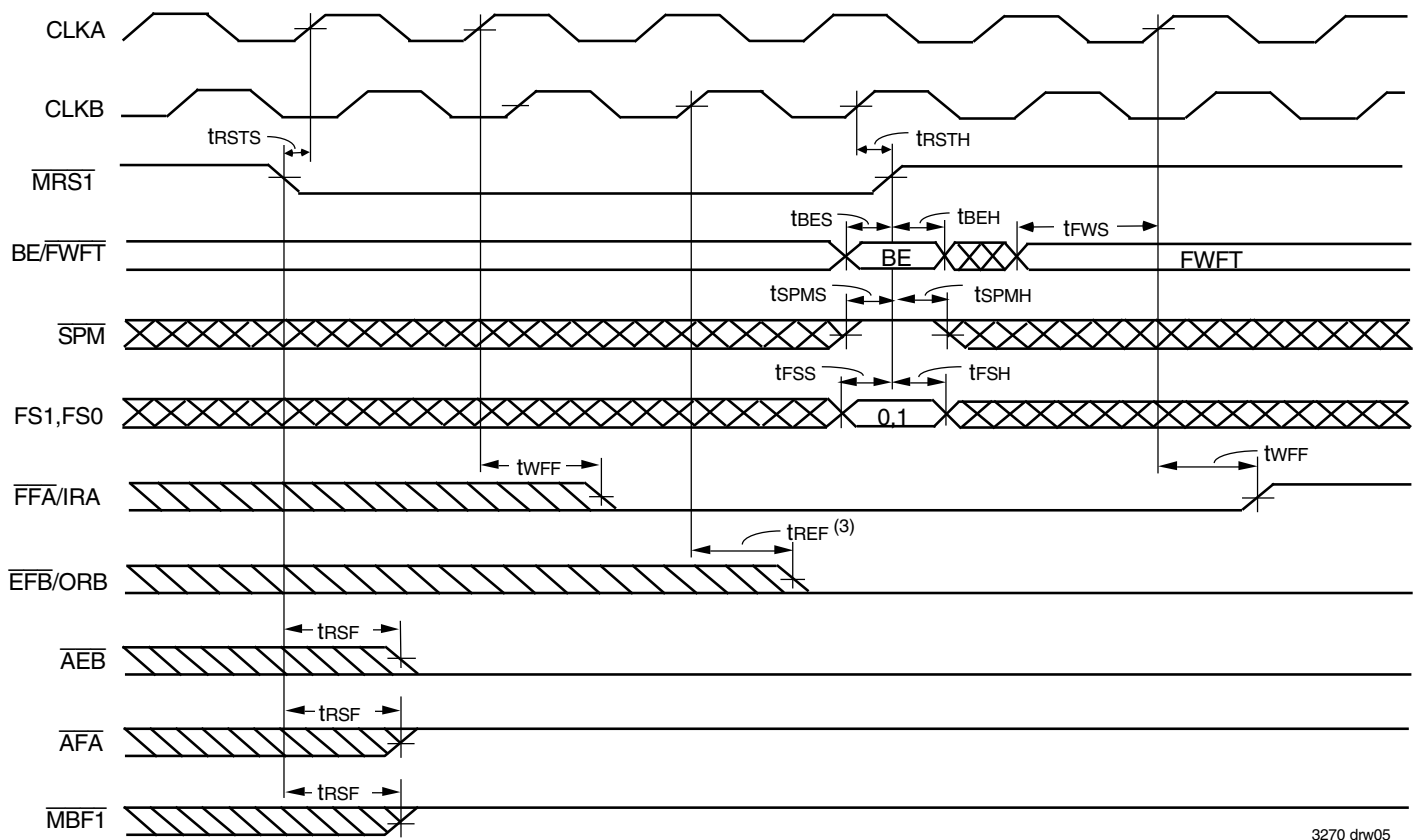 CLKA
CLKB
tRSTS
tRSTH
MRS1
tBES
tBEH
tFWS
BE/FWFT
BE
FWFT
tSPMS
tSPMH
SPM
tFSS
tFSH
FS1,FS0
0,1
tWFF
tWFF
FFA/IRA
tREF (3)
EFB/ORB
tRSF
AEB
tRSF
AFA
tRSF
MBF1
3270 drw05